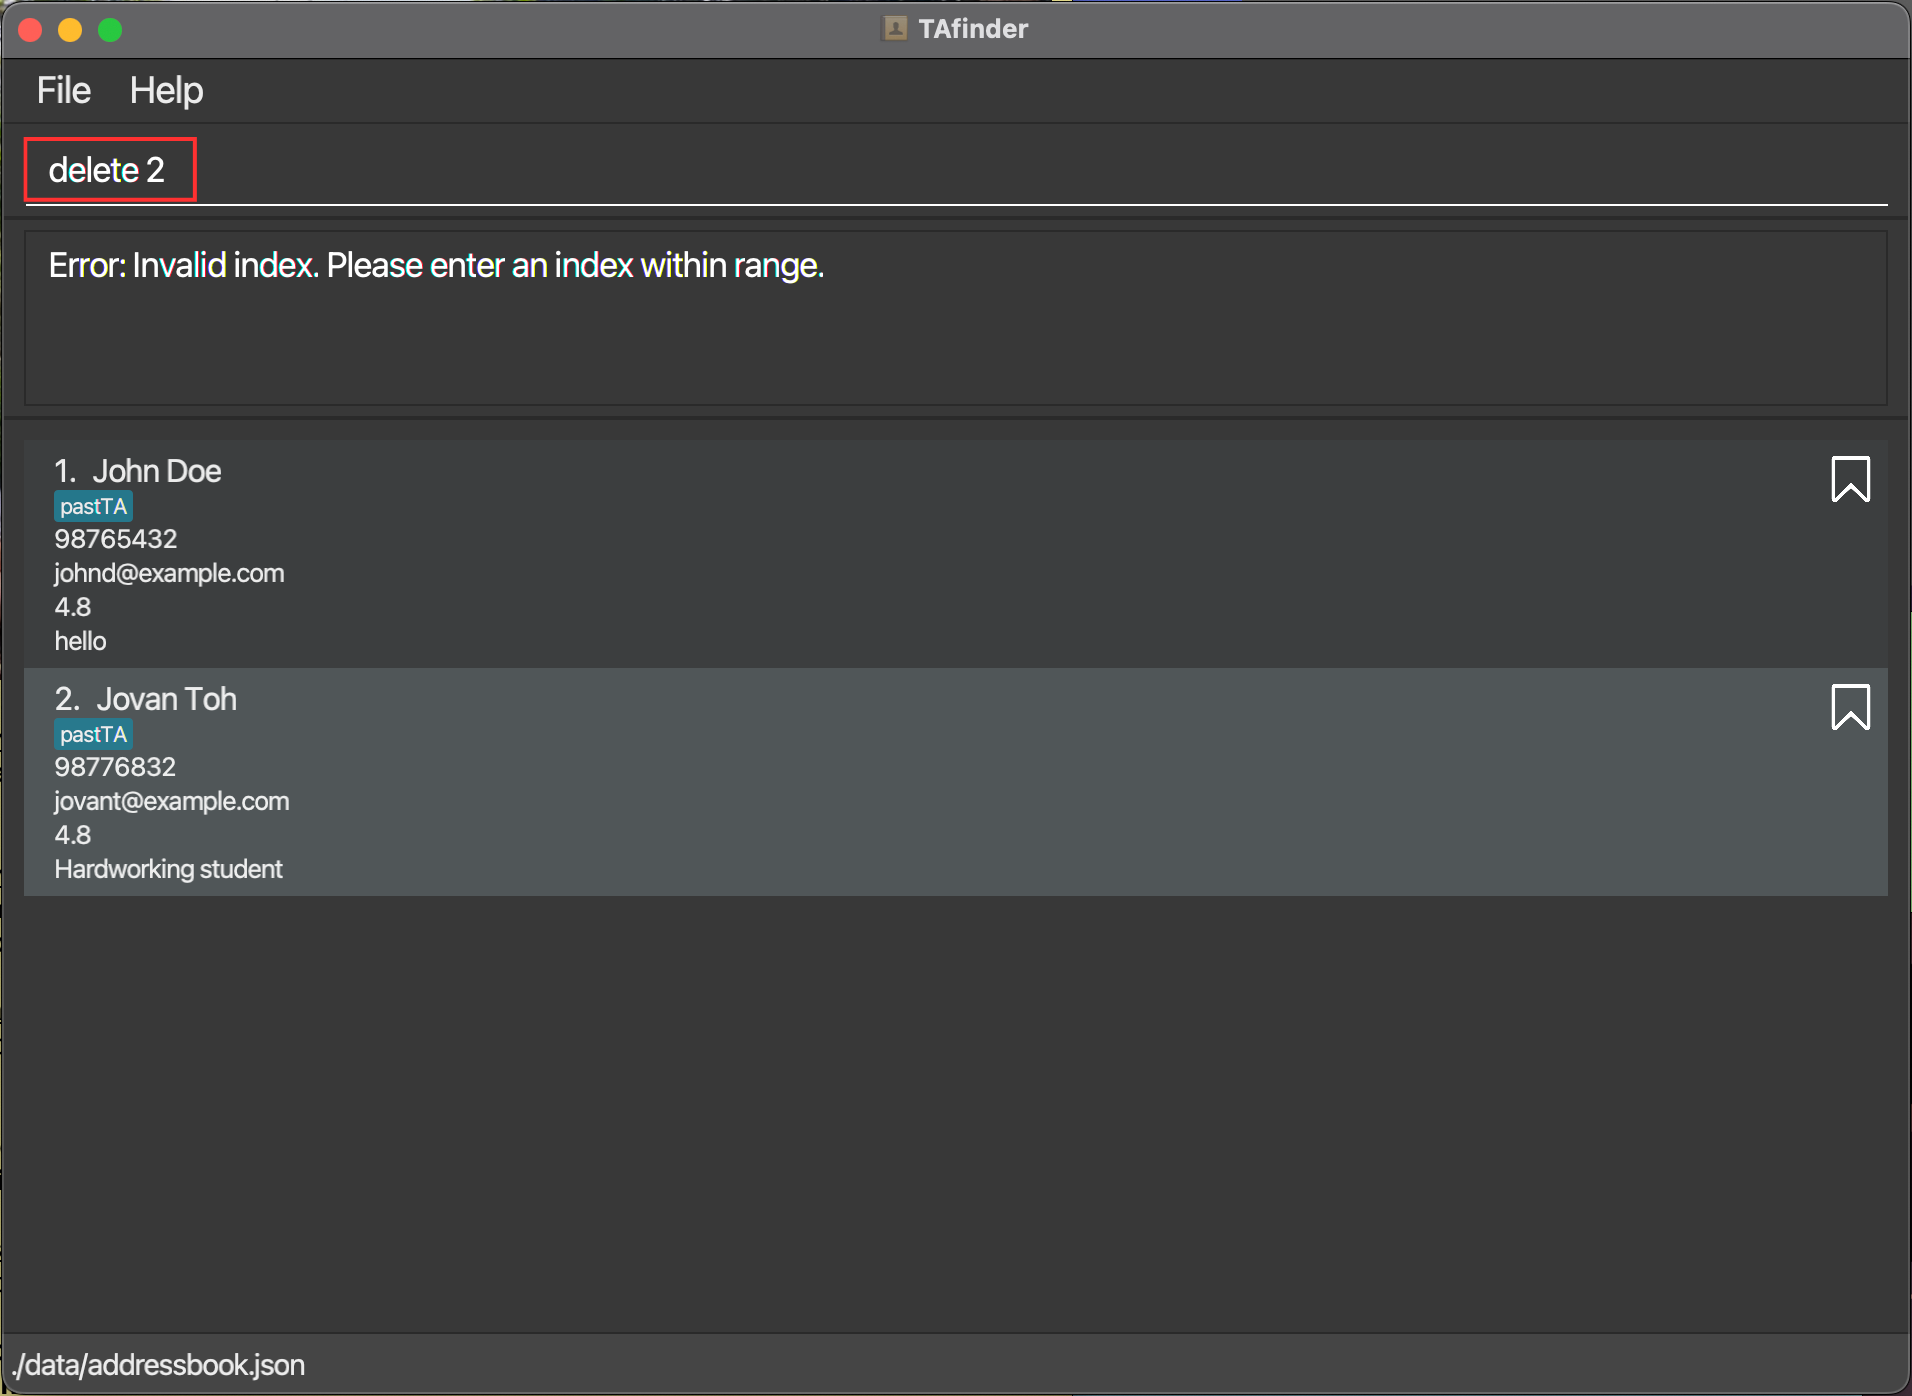 TAfinder
File Help
delete 2
Error: Invalid index. Please enter an index within range.
1. John Doe
pastTA
98765432
johnd@example.com
4.8
hello
2. Jovan Toh
pastTA
98776832
jovant@example.com
4.8
Hardworking student
./data/addressbook.json